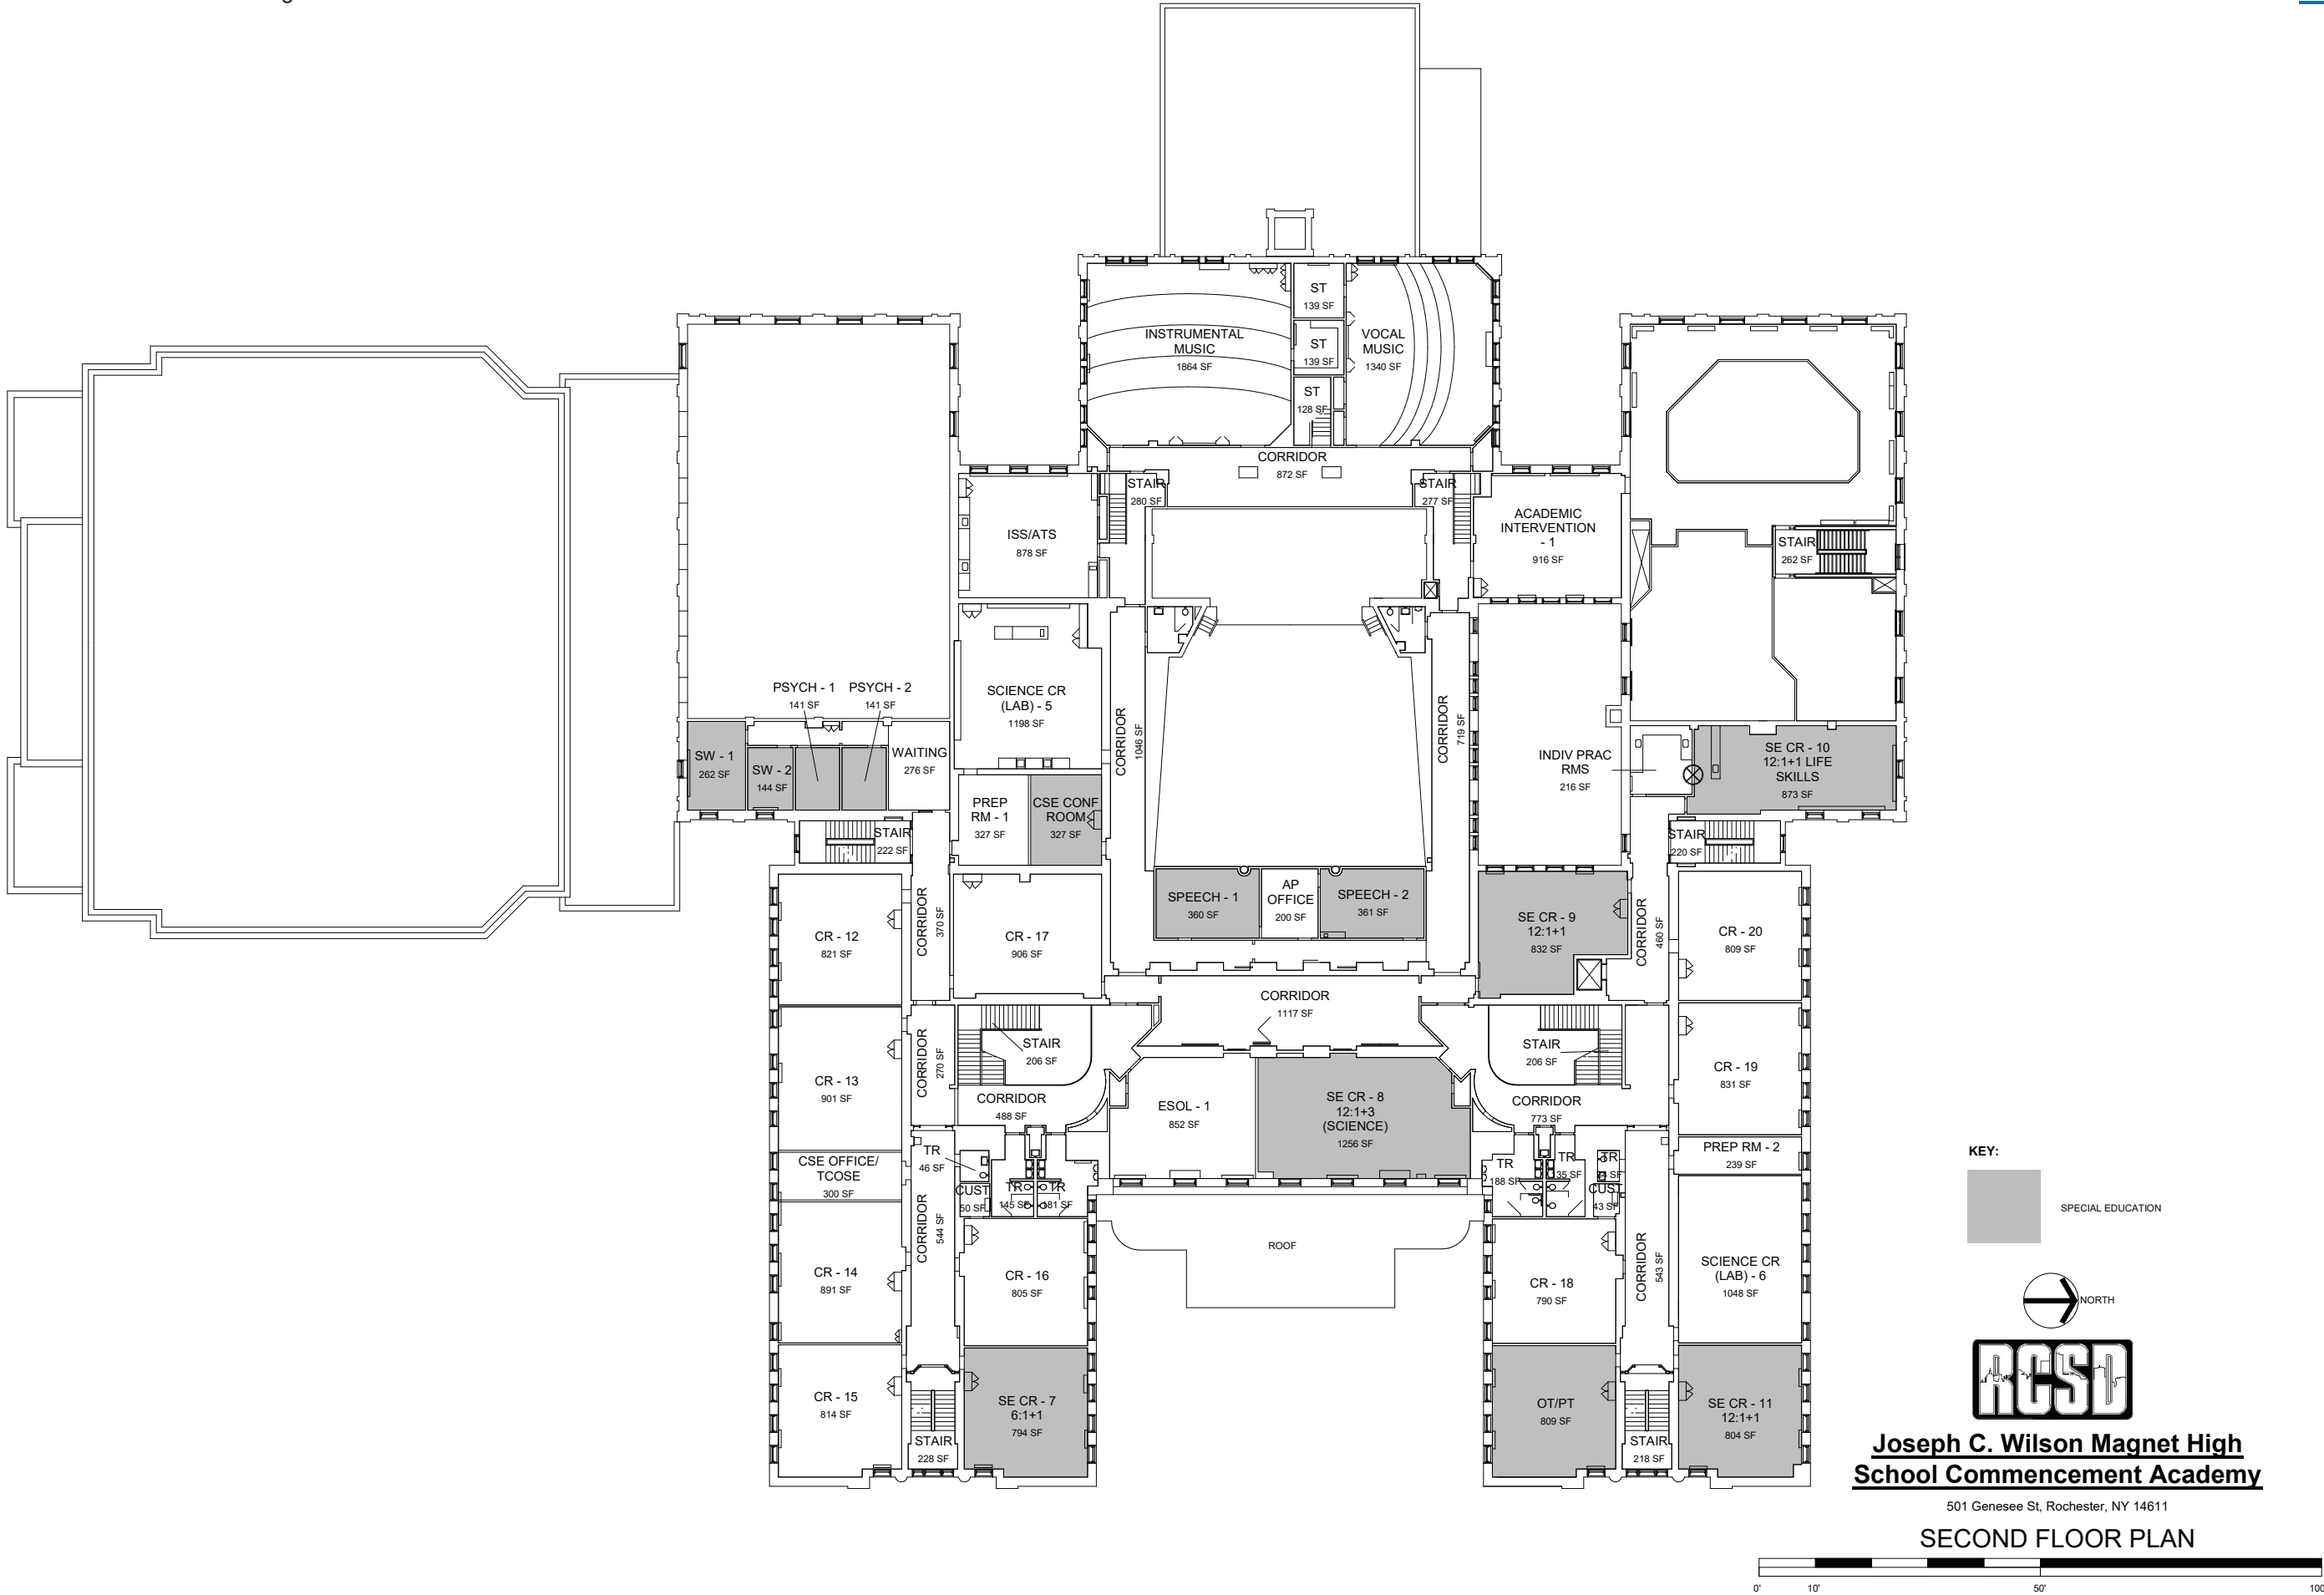 ST
139 SF
INSTRUMENTAL
MUSIC
1864 SF
ST
139 SF
VOCAL
MUSIC
1340 SF
ST
128 SF
CORRIDOR
872 SF
STAIR
280 SF
STAIR
277 SF
ISS/ATS
878 SF
ACADEMIC
INTERVENTION
- 1
916 SF
STAIR
262 SF
PSYCH - 1
141 SF
PSYCH - 2
141 SF
SCIENCE CR
(LAB) - 5
1198 SF
CORRIDOR
1046 SF
CORRIDOR
719 SF
SW - 1
262 SF
SW - 2
144 SF
WAITING
276 SF
INDIV PRAC
RMS
216 SF
SE CR - 10
12:1+1 LIFE
SKILLS
873 SF
PREP
RM - 1
327 SF
CSE CONF
ROOM
327 SF
STAIR
222 SF
STAIR
220 SF
CR - 12
821 SF
CORRIDOR
370 SF
CR - 17
906 SF
SPEECH - 1
360 SF
AP
OFFICE
200 SF
SPEECH - 2
361 SF
SE CR - 9
12:1+1
832 SF
CORRIDOR
460 SF
CR - 20
809 SF
CORRIDOR
1117 SF
CR - 13
901 SF
CORRIDOR
270 SF
STAIR
206 SF
STAIR
206 SF
CR - 19
831 SF
CORRIDOR
488 SF
ESOL - 1
852 SF
SE CR - 8
12:1+3
(SCIENCE)
1256 SF
CORRIDOR
773 SF
CSE OFFICE/
TCOSE
300 SF
TR
46 SF
CUST
50 SF
TR
145 SF
TR
181 SF
TR
188 SF
135 SF
TR
CUST
43 SF
PREP RM - 2
239 SF
CORRIDOR
544 SF
CR - 14
891 SF
CR - 16
805 SF
ROOF
CR - 18
790 SF
CORRIDOR
543 SF
SCIENCE CR
(LAB) - 6
1048 SF
CR - 15
814 SF
STAIR
228 SF
SE CR - 7
6:1+1
794 SF
OT/PT
809 SF
STAIR
218 SF
SE CR - 11
12:1+1
804 SF
KEY:
SPECIAL EDUCATION
NORTH
RCSD
Joseph C. Wilson Magnet High
School Commencement Academy
501 Genesee St, Rochester, NY 14611
SECOND FLOOR PLAN
0' 10' 50'